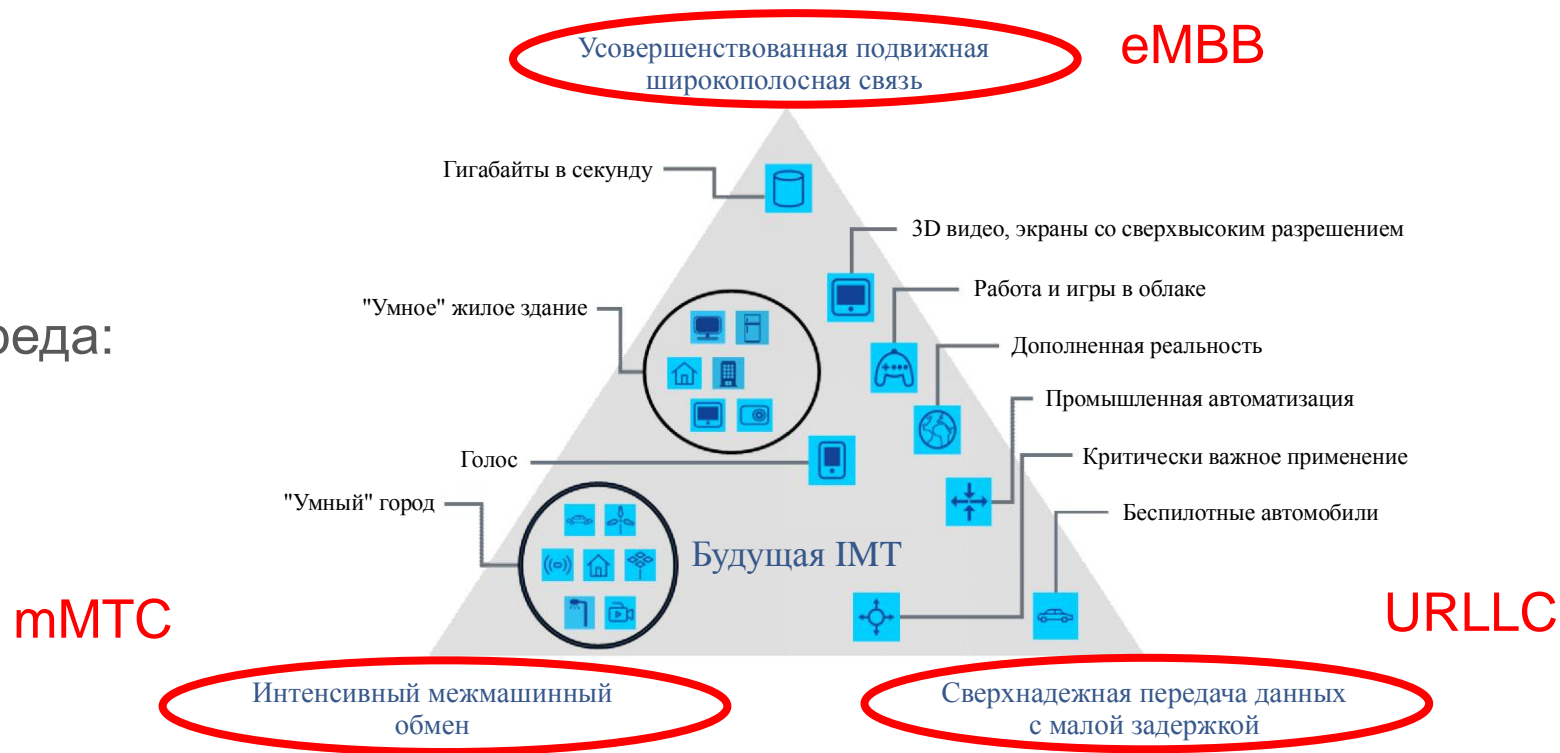 Усовершенствованная подвижная
широкополосная связь
eMBB
Гигабайты в секунду
3D видео, экраны со сверхвысоким разрешением
"Умное" жилое здание
Работа и игры в облаке
Дополненная реальность
Промышленная автоматизация
Голос
Критически важное применение
"Умный" город
Беспилотные автомобили
Будущая IMT
mMTC
URLLC
Интенсивный межмашинный
обмен
Сверхнадежная передача данных
с малой задержкой